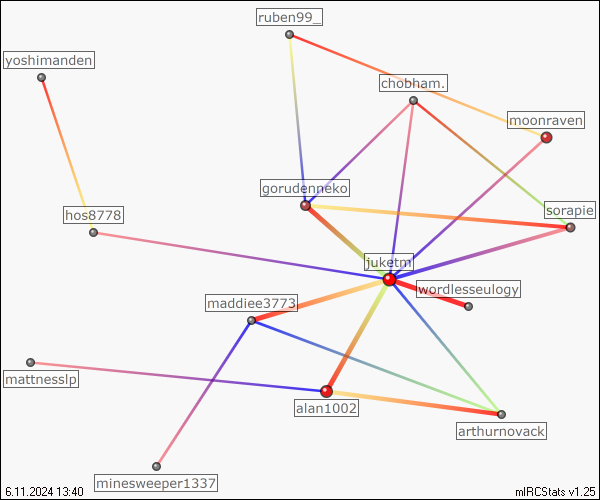 ruben99_
yoshimanden
chobham.
moonraven
gorudenneko
hos8778
sorapie
juketm
wordlesseulogy
maddiee3773
mattnesslp
alan1002
arthurnovack
minesweeper1337
6.11.2024 13:40
mIRCStats v1.25